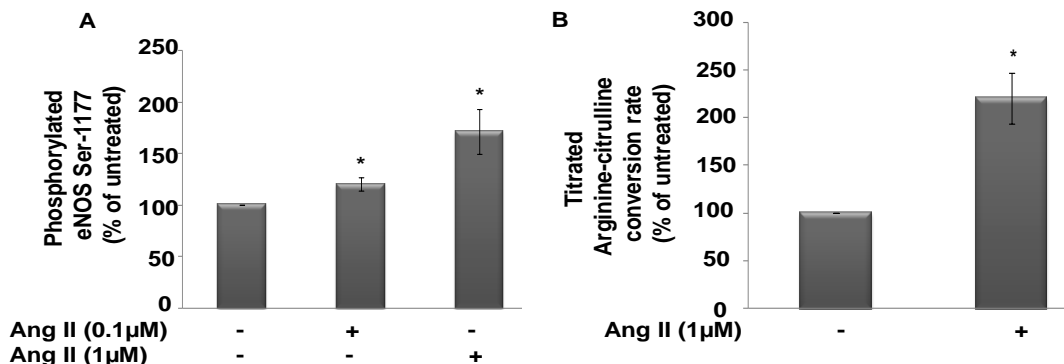 A
Phosphorylated
eNOS Ser-1177
(% of untreated)
250
200
150
100
50
0
*
*
Ang II (0.1µM) - + -
Ang II (1µM) - - +
B
Titrated
Arginine-citrulline
conversion rate
(% of untreated)
300
250
200
150
100
50
0
*
Ang II (1µM) - +